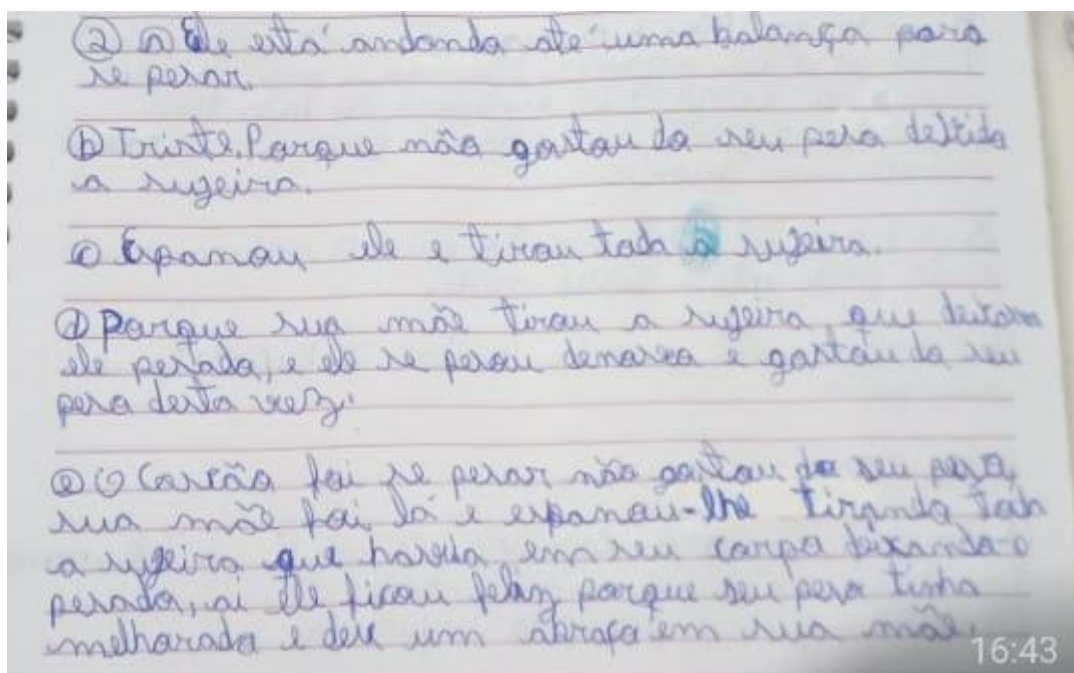 ② a Ele está andando até uma balança para
se pesar.
b Triste. Porque não gostou do seu peso devido
a sujeira.
c Espanou ele e tirou toda a sujeira.
d Porque sua mãe tirou a sujeira que deixou
ele pesado, e ele se pesou denovo e gostou do seu
peso desta vez.
e O Cascão foi se pesar não gostou do seu peso,
sua mãe foi lá e espanou-lhe tirando toda
a sujeira que havia em seu corpo deixando-o
pesado, ai ele ficou feliz porque seu peso tinha
melhorado e deu um abraço em sua mãe.
16:43